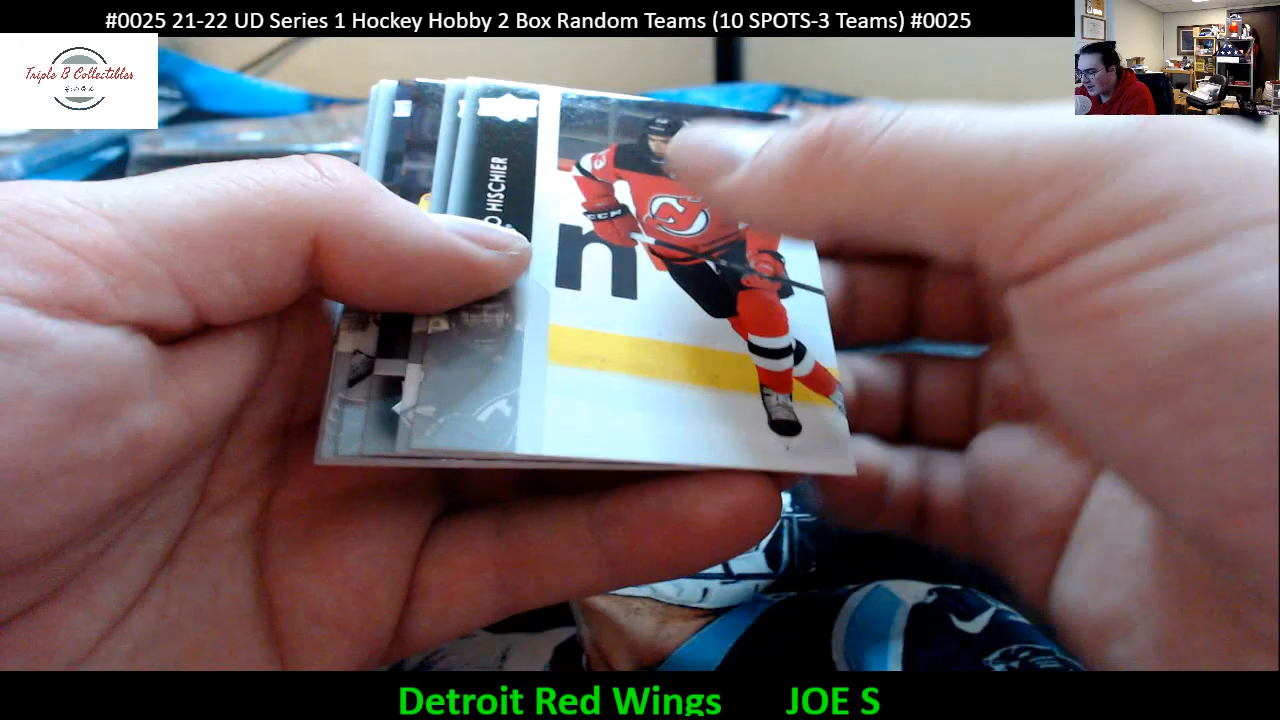 #0025 21-22 UD Series 1 Hockey Hobby 2 Box Random Teams (10 SPOTS-3 Teams) #0025
Triple B Collectibles
HISCHIER
CCM
n
Detroit Red Wings JOE S